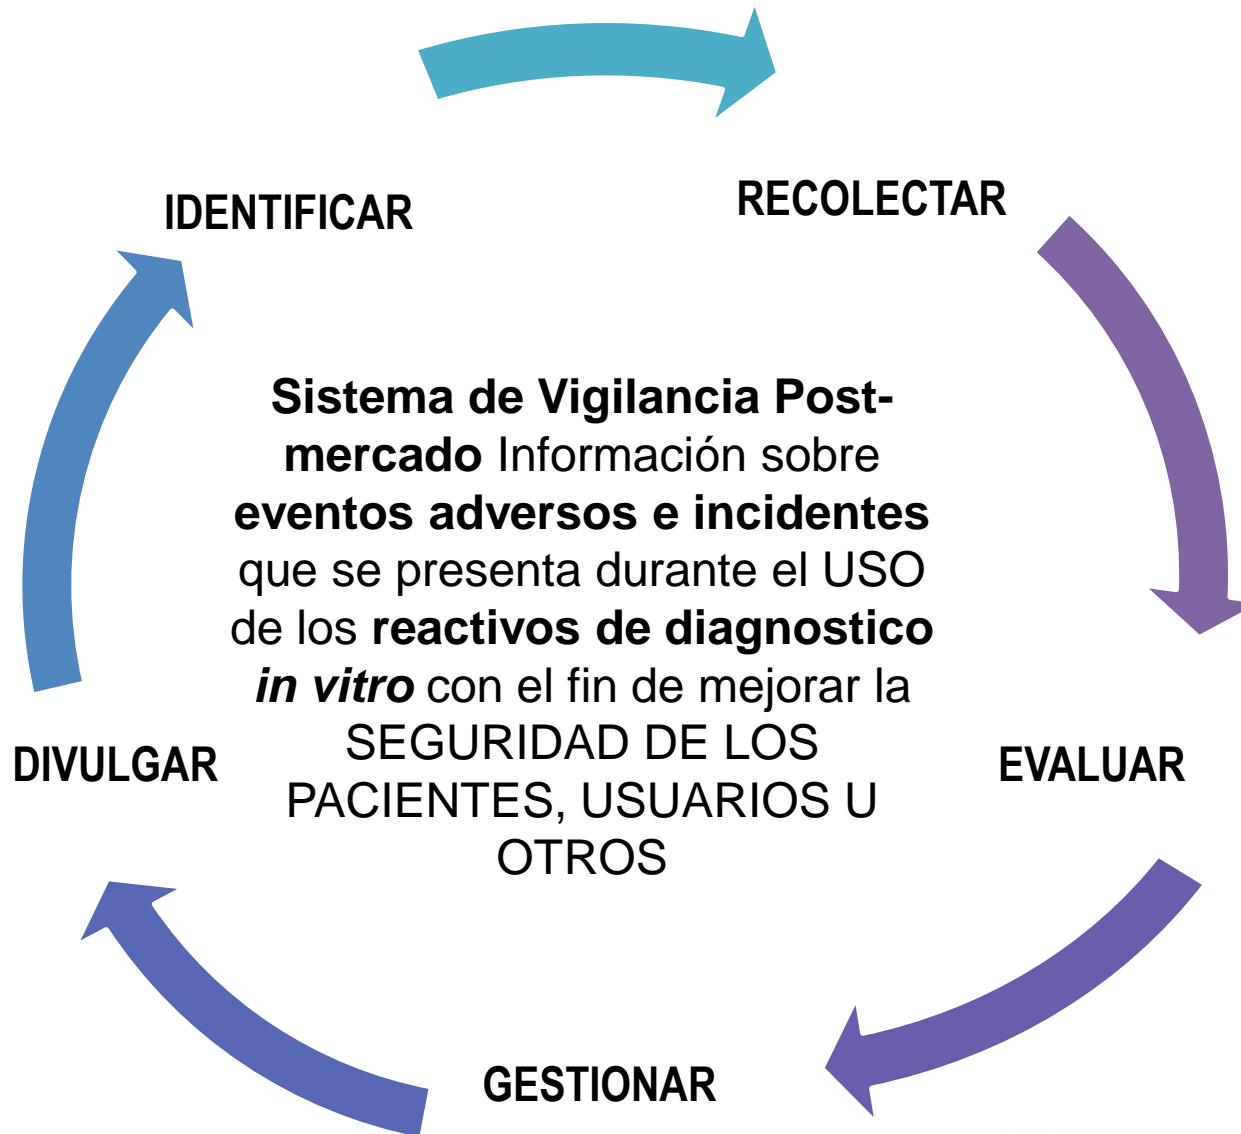 IDENTIFICAR
RECOLECTAR
Sistema de Vigilancia Post-
mercado Información sobre
eventos adversos e incidentes
que se presenta durante el USO
de los reactivos de diagnostico
in vitro con el fin de mejorar la
SEGURIDAD DE LOS
PACIENTES, USUARIOS U
OTROS
DIVULGAR
EVALUAR
GESTIONAR